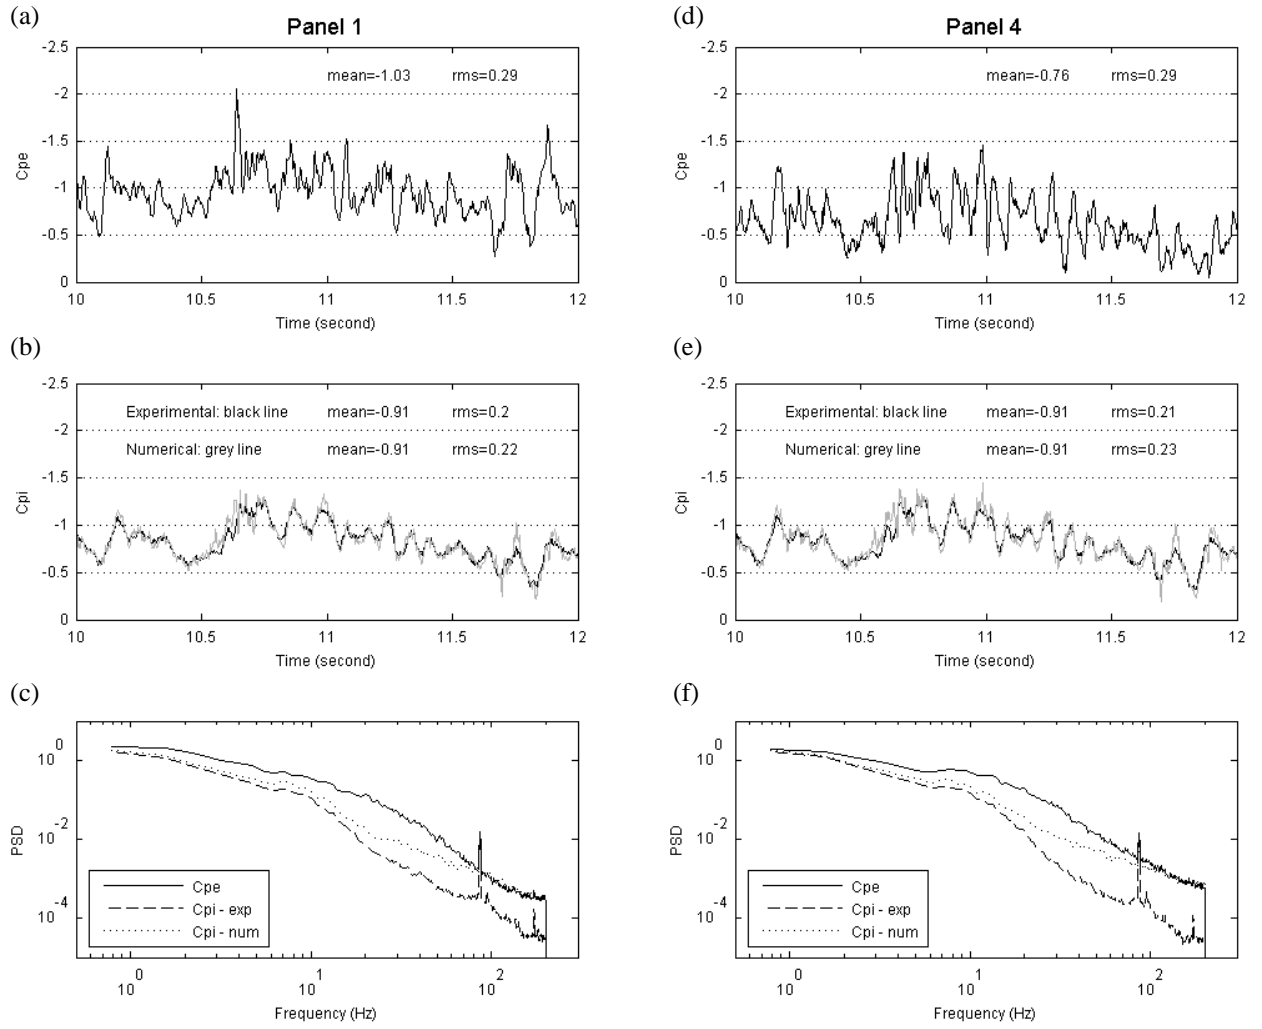 (a)
Panel 1
-2.5
mean=-1.03 rms=0.29
-2
-1.5
Cpe
-1
-0.5
0
10 10.5 11 11.5 12
Time (second)
(d)
Panel 4
-2.5
mean=-0.76 rms=0.29
-2
-1.5
Cpe
-1
-0.5
0
10 10.5 11 11.5 12
Time (second)
(b)
-2.5
Experimental: black line mean=-0.91 rms=0.2
-2
Numerical: grey line mean=-0.91 rms=0.22
-1.5
Cpi
-1
-0.5
0
10 10.5 11 11.5 12
Time (second)
(e)
-2.5
Experimental: black line mean=-0.91 rms=0.21
-2
Numerical: grey line mean=-0.91 rms=0.23
-1.5
Cpi
-1
-0.5
0
10 10.5 11 11.5 12
Time (second)
(c)
10^0
10^-2
PSD
10^-4
Cpe
Cpi - exp
Cpi - num
10^0 10^1 10^2
Frequency (Hz)
(f)
10^0
10^-2
PSD
10^-4
Cpe
Cpi - exp
Cpi - num
10^0 10^1 10^2
Frequency (Hz)